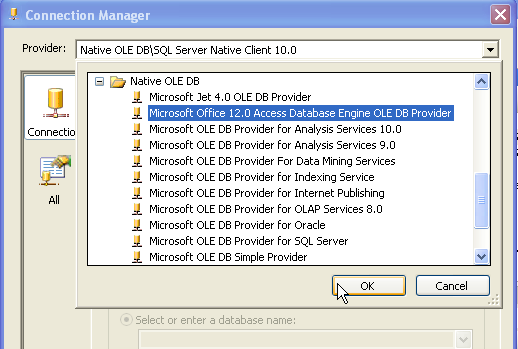 Connection Manager
Provider: Native OLE DB\SQL Server Native Client 10.0
Native OLE DB
Microsoft Jet 4.0 OLE DB Provider
Microsoft Office 12.0 Access Database Engine OLE DB Provider
Microsoft OLE DB Provider for Analysis Services 10.0
Microsoft OLE DB Provider for Analysis Services 9.0
Microsoft OLE DB Provider For Data Mining Services
Microsoft OLE DB Provider for Indexing Service
Microsoft OLE DB Provider for Internet Publishing
Microsoft OLE DB Provider for OLAP Services 8.0
Microsoft OLE DB Provider for Oracle
Microsoft OLE DB Provider for SQL Server
Microsoft OLE DB Simple Provider
Connection
All
OK Cancel
Select or enter a database name: